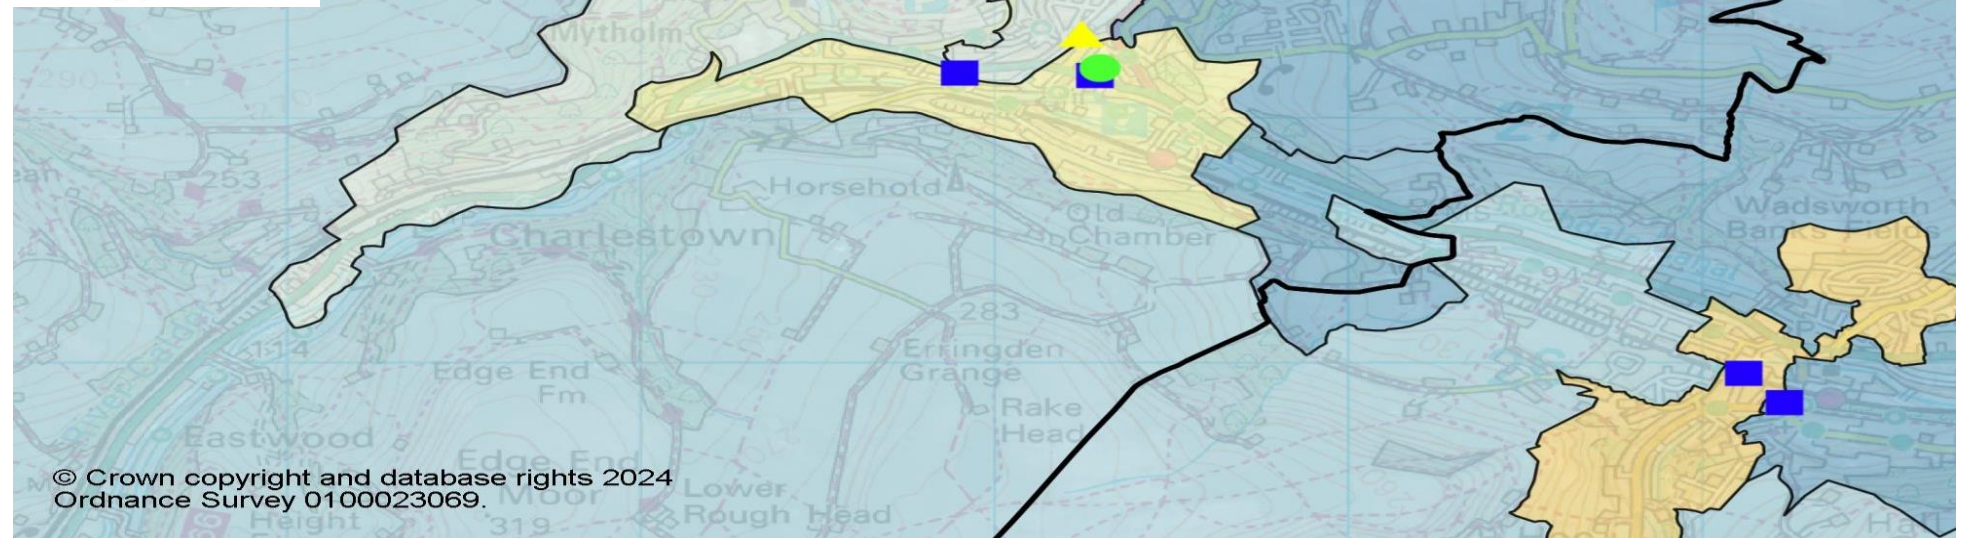 Mytholm
290
253
Horsehold
Old
Chamber
Wadsworth
Banks Fields
Charlestown
94
283
114
Erringden
Grange
Edge End
Fm
Rake
Head
Eastwood
Edge End
Moor
319
© Crown copyright and database rights 2024
Ordnance Survey 0100023069.
Lower
Rough Head
Height